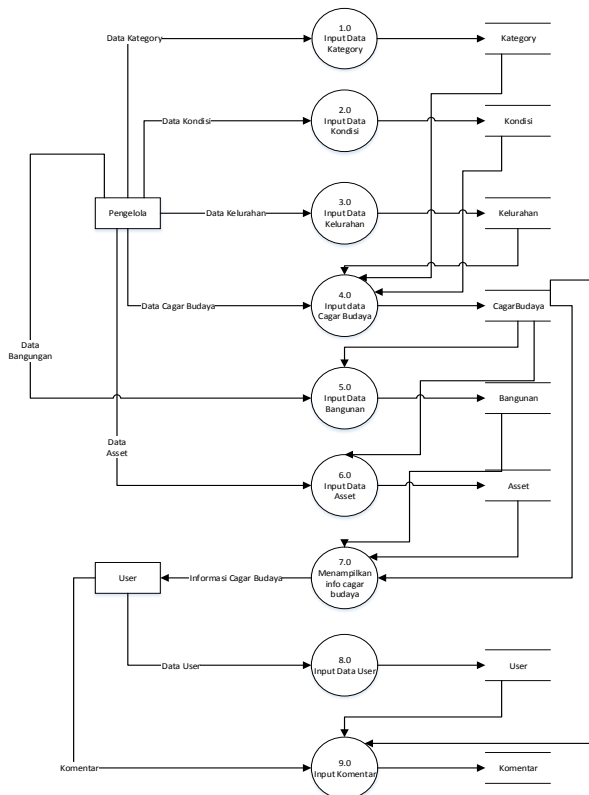 Data Kategory
1.0
Input Data
Kategory
Kategory
Data Kondisi
2.0
Input Data
Kondisi
Kondisi
Pengelola
Data Kelurahan
3.0
Input Data
Kelurahan
Kelurahan
Data Cagar Budaya
4.0
Input data
Cagar Budaya
CagarBudaya
Data
Bangungan
5.0
Input Data
Bangunan
Bangunan
Data
Asset
6.0
Input Data
Asset
Asset
User
Informasi Cagar Budaya
7.0
Menampilkan
info cagar
budaya
Data User
8.0
Input Data User
User
Komentar
9.0
Input Komentar
Komentar